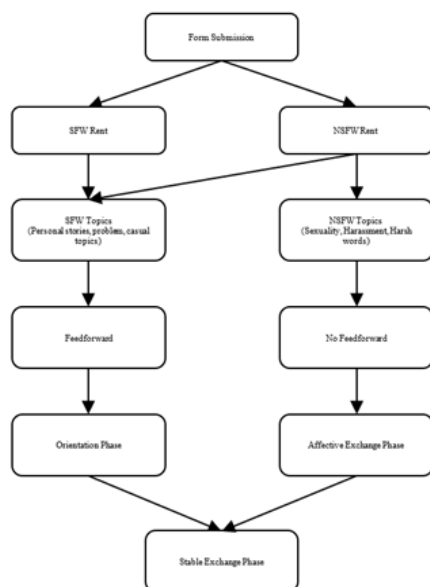 Form Submission
SFW Rent
NSFW Rent
SFW Topics
(Personal stories, problem, casual
topics)
NSFW Topics
(Sexuality, Harassment, Harsh
words)
Feedforward
No Feedforward
Orientation Phase
Affective Exchange Phase
Stable Exchange Phase